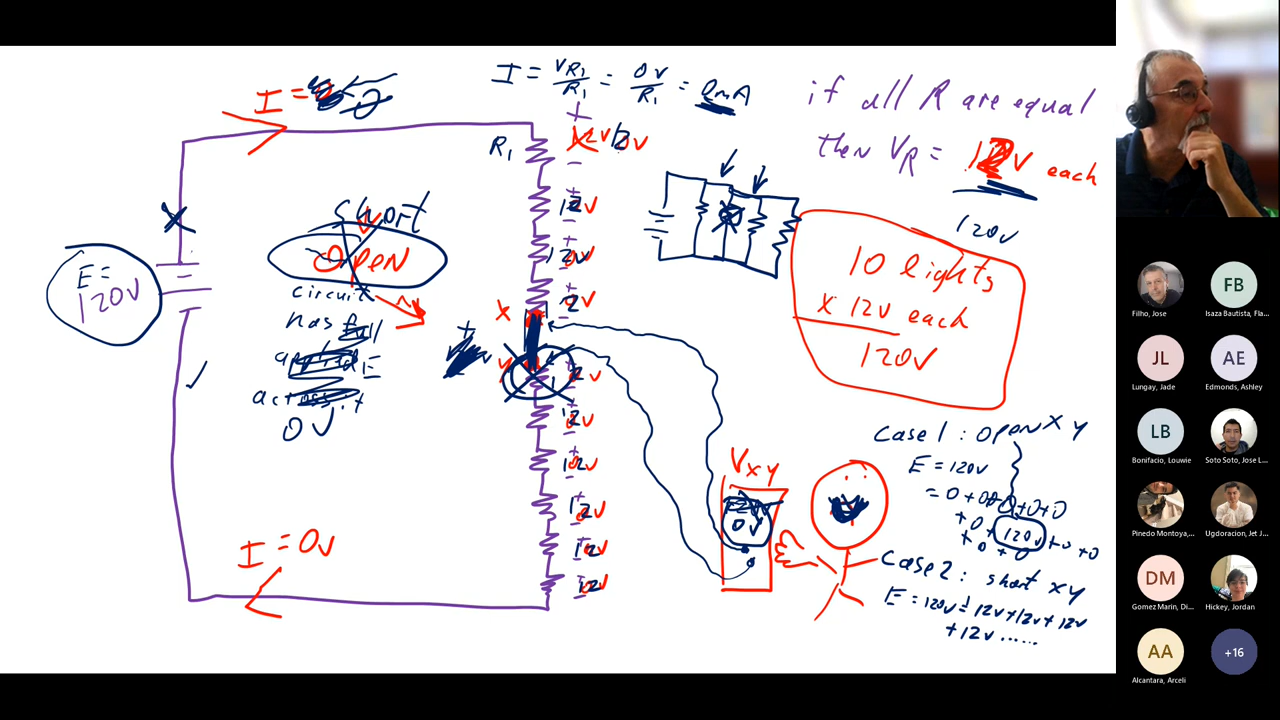 I =
I = VR1/R1 = 0V/R1 = 0mA
if all R are equal
then VR = 12V each
120V
R1
+
-
E=
120V
short
open
circuit
has full
applied E
across it
0V
X
Y
12V
12V
12V
12V
12V
12V
12V
12
12
10 lights
x 12V each
120V
Vxy
0V
I = 0V
Case 1 : open X Y
E = 120V
= 0 + 0 + 0 + 0 + 0
+ 0 + 120V + 0 + 0
+ 0 + 0
Case 2 : short XY
E = 120V = 12V + 12V + 12V
+ 12V ......
Filho, Jose
FB
Isaza Bautista, Fla...
JL
Lungay, Jade
AE
Edmonds, Ashley
LB
Bonifacio, Louwie
Soto Soto, Jose L...
Pinedo Montoya,...
Ugdoracion, Jet J...
DM
Gomez Marin, Di...
Hickey, Jordan
AA
Alcantara, Arceli
+16